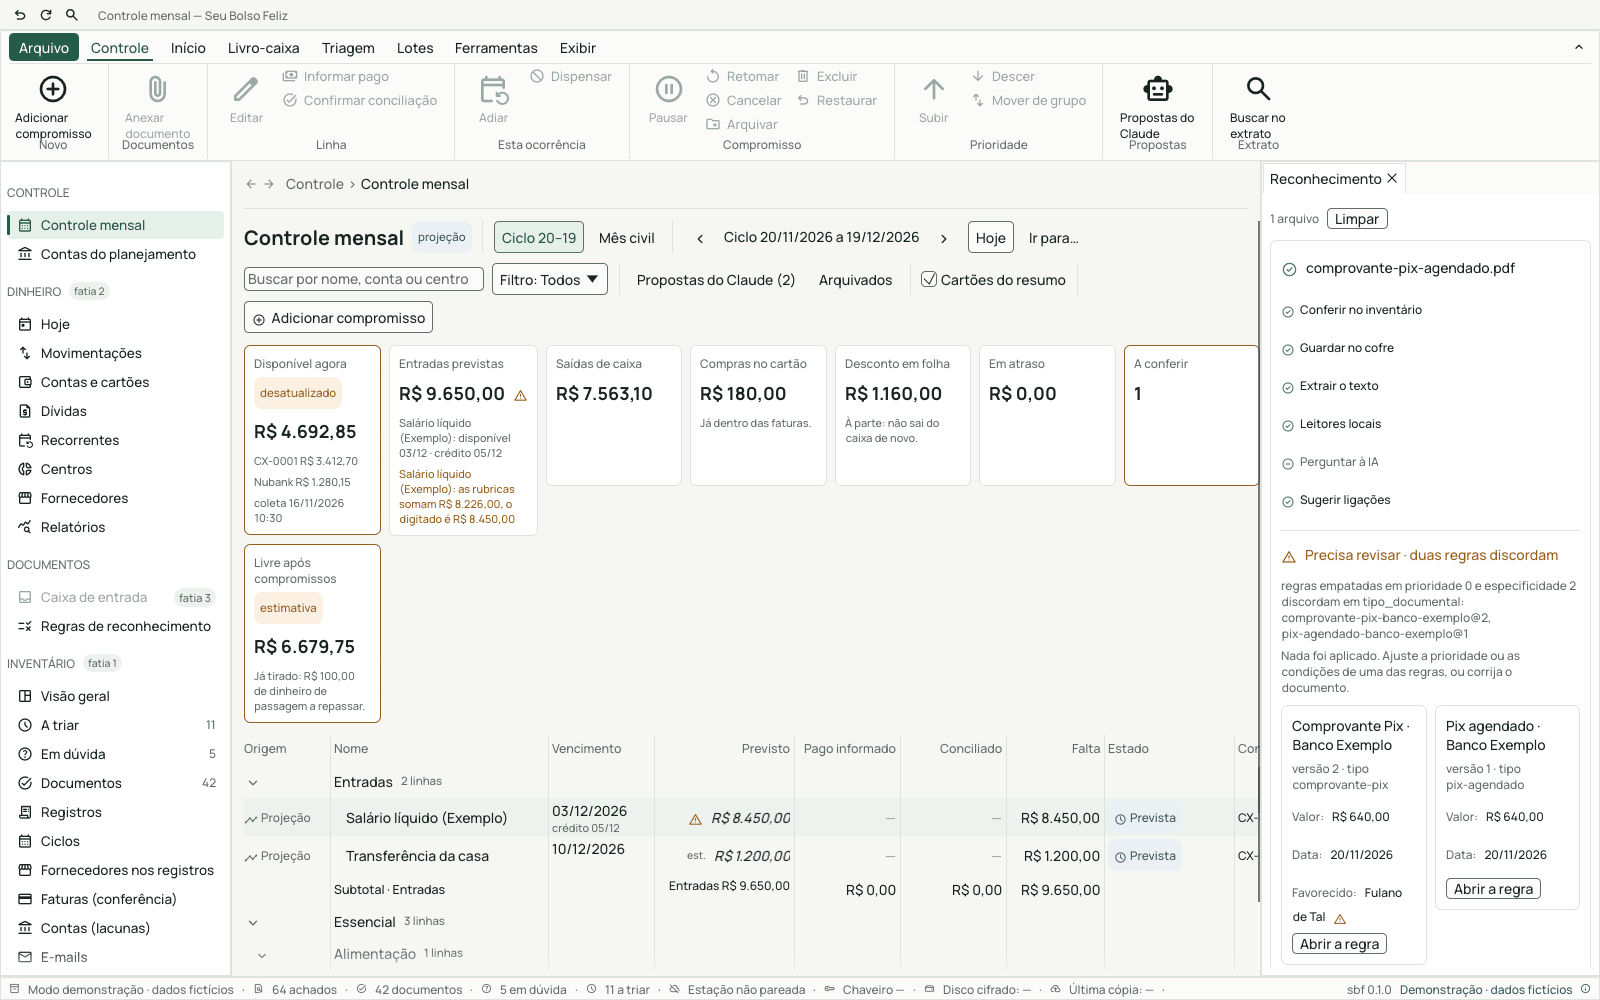 Controle mensal — Seu Bolso Feliz
Arquivo Controle Início Livro-caixa Triagem Lotes Ferramentas Exibir
Adicionar compromisso
Novo
Anexar documento
Documentos
Editar
Informar pago
Confirmar conciliação
Linha
Adiar
Dispensar
Esta ocorrência
Pausar
Retomar
Cancelar
Arquivar
Excluir
Restaurar
Compromisso
Subir
Descer
Mover de grupo
Prioridade
Propostas do Claude
Propostas
Buscar no extrato
Extrato
CONTROLE
Controle mensal
Contas do planejamento
DINHEIRO fatia 2
Hoje
Movimentações
Contas e cartões
Dívidas
Recorrentes
Centros
Fornecedores
Relatórios
DOCUMENTOS
Caixa de entrada fatia 3
Regras de reconhecimento
INVENTÁRIO fatia 1
Visão geral
A triar 11
Em dúvida 5
Documentos 42
Registros
Ciclos
Fornecedores nos registros
Faturas (conferência)
Contas (lacunas)
E-mails
Controle › Controle mensal
Controle mensal projeção Ciclo 20–19 Mês civil Ciclo 20/11/2026 a 19/12/2026 Hoje Ir para…
Buscar por nome, conta ou centro Filtro: Todos Propostas do Claude (2) Arquivados Cartões do resumo
Adicionar compromisso
Disponível agora
desatualizado
R$ 4.692,85
CX-0001 R$ 3.412,70
Nubank R$ 1.280,15
coleta 16/11/2026
10:30
Entradas previstas
R$ 9.650,00
Salário líquido
(Exemplo): disponível
03/12 · crédito 05/12
Salário líquido
(Exemplo): as rubricas
somam R$ 8.226,00, o
digitado é R$ 8.450,00
Saídas de caixa
R$ 7.563,10
Compras no cartão
R$ 180,00
Já dentro das faturas.
Desconto em folha
R$ 1.160,00
À parte: não sai do
caixa de novo.
Em atraso
R$ 0,00
A conferir
1
Livre após
compromissos
estimativa
R$ 6.679,75
Já tirado: R$ 100,00
de dinheiro de
passagem a repassar.
Origem Nome Vencimento Previsto Pago informado Conciliado Falta Estado Cor
Entradas 2 linhas
Projeção Salário líquido (Exemplo) 03/12/2026 R$ 8.450,00 — — R$ 8.450,00 Prevista CX-
crédito 05/12
Projeção Transferência da casa 10/12/2026 est. R$ 1.200,00 — — R$ 1.200,00 Prevista CX-
Subtotal · Entradas Entradas R$ 9.650,00 R$ 0,00 R$ 0,00 R$ 9.650,00
Essencial 3 linhas
Alimentação 1 linhas
Reconhecimento
1 arquivo Limpar
comprovante-pix-agendado.pdf
Conferir no inventário
Guardar no cofre
Extrair o texto
Leitores locais
Perguntar à IA
Sugerir ligações
Precisa revisar · duas regras discordam
regras empatadas em prioridade 0 e especificidade 2
discordam em tipo_documental:
comprovante-pix-banco-exemplo@2,
pix-agendado-banco-exemplo@1
Nada foi aplicado. Ajuste a prioridade ou as
condições de uma das regras, ou corrija o
documento.
Comprovante Pix ·
Banco Exemplo
versão 2 · tipo
comprovante-pix
Valor: R$ 640,00
Data: 20/11/2026
Favorecido: Fulano
de Tal
Abrir a regra
Pix agendado ·
Banco Exemplo
versão 1 · tipo
pix-agendado
Valor: R$ 640,00
Data: 20/11/2026
Abrir a regra
Modo demonstração · dados fictícios · 64 achados · 42 documentos · 5 em dúvida · 11 a triar · Estação não pareada · Chaveiro — · Disco cifrado: — · Última cópia: — · sbf 0.1.0 Demonstração · dados fictícios